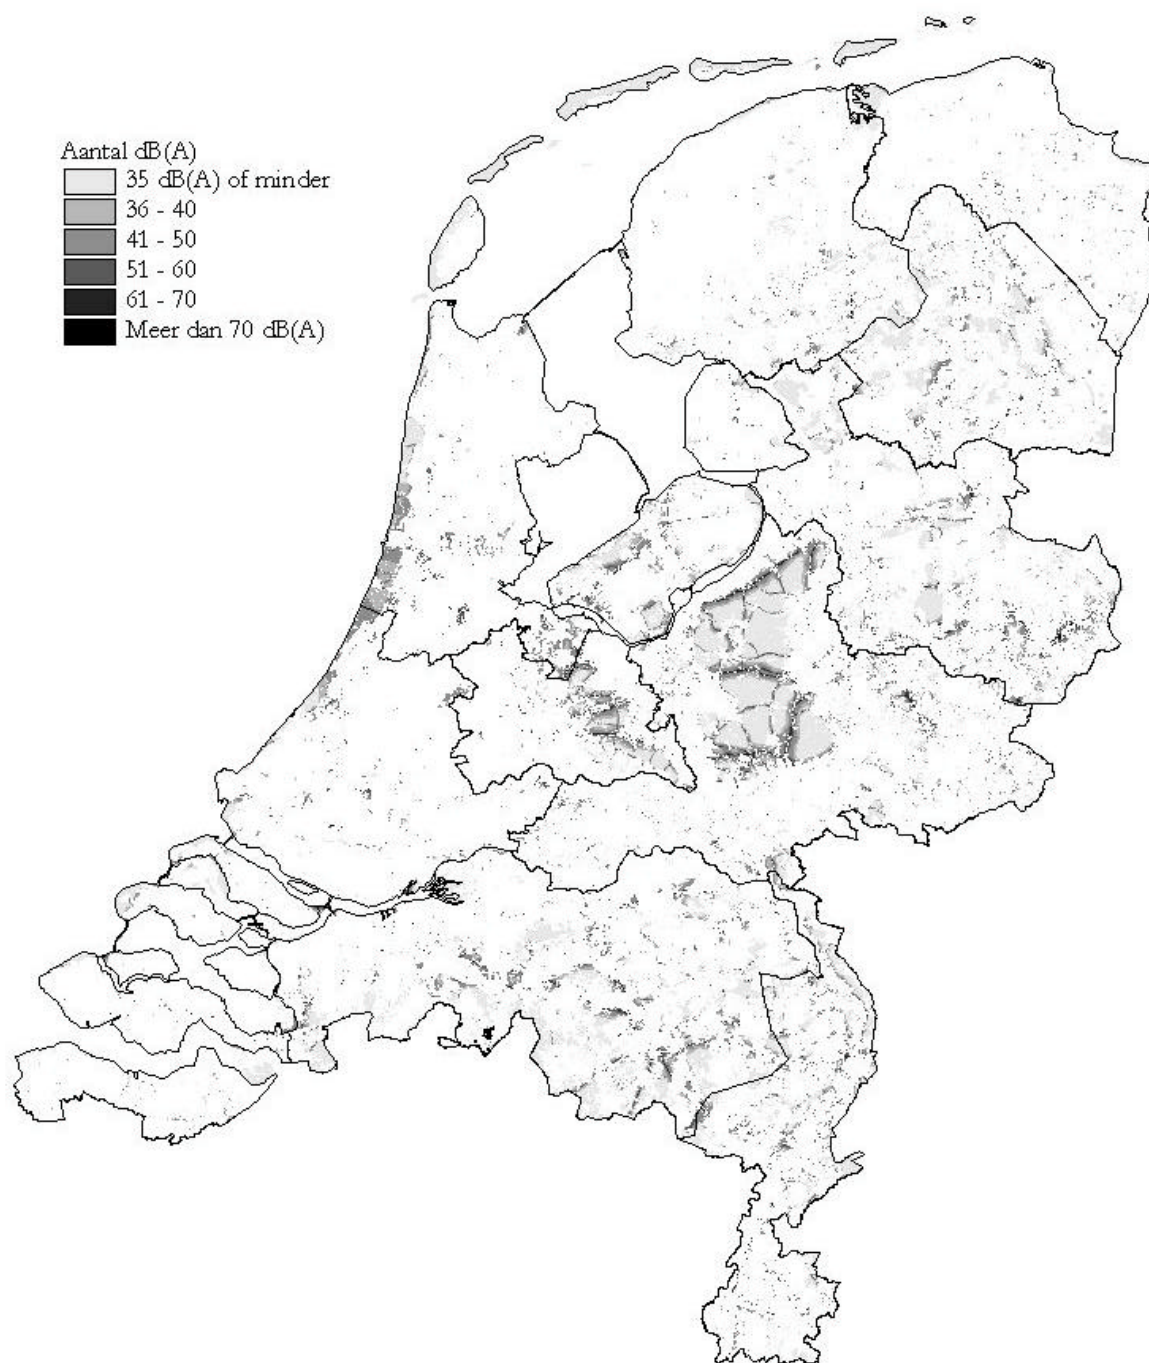 Aantal dB(A)
35 dB(A) of minder
36 - 40
41 - 50
51 - 60
61 - 70
Meer dan 70 dB(A)